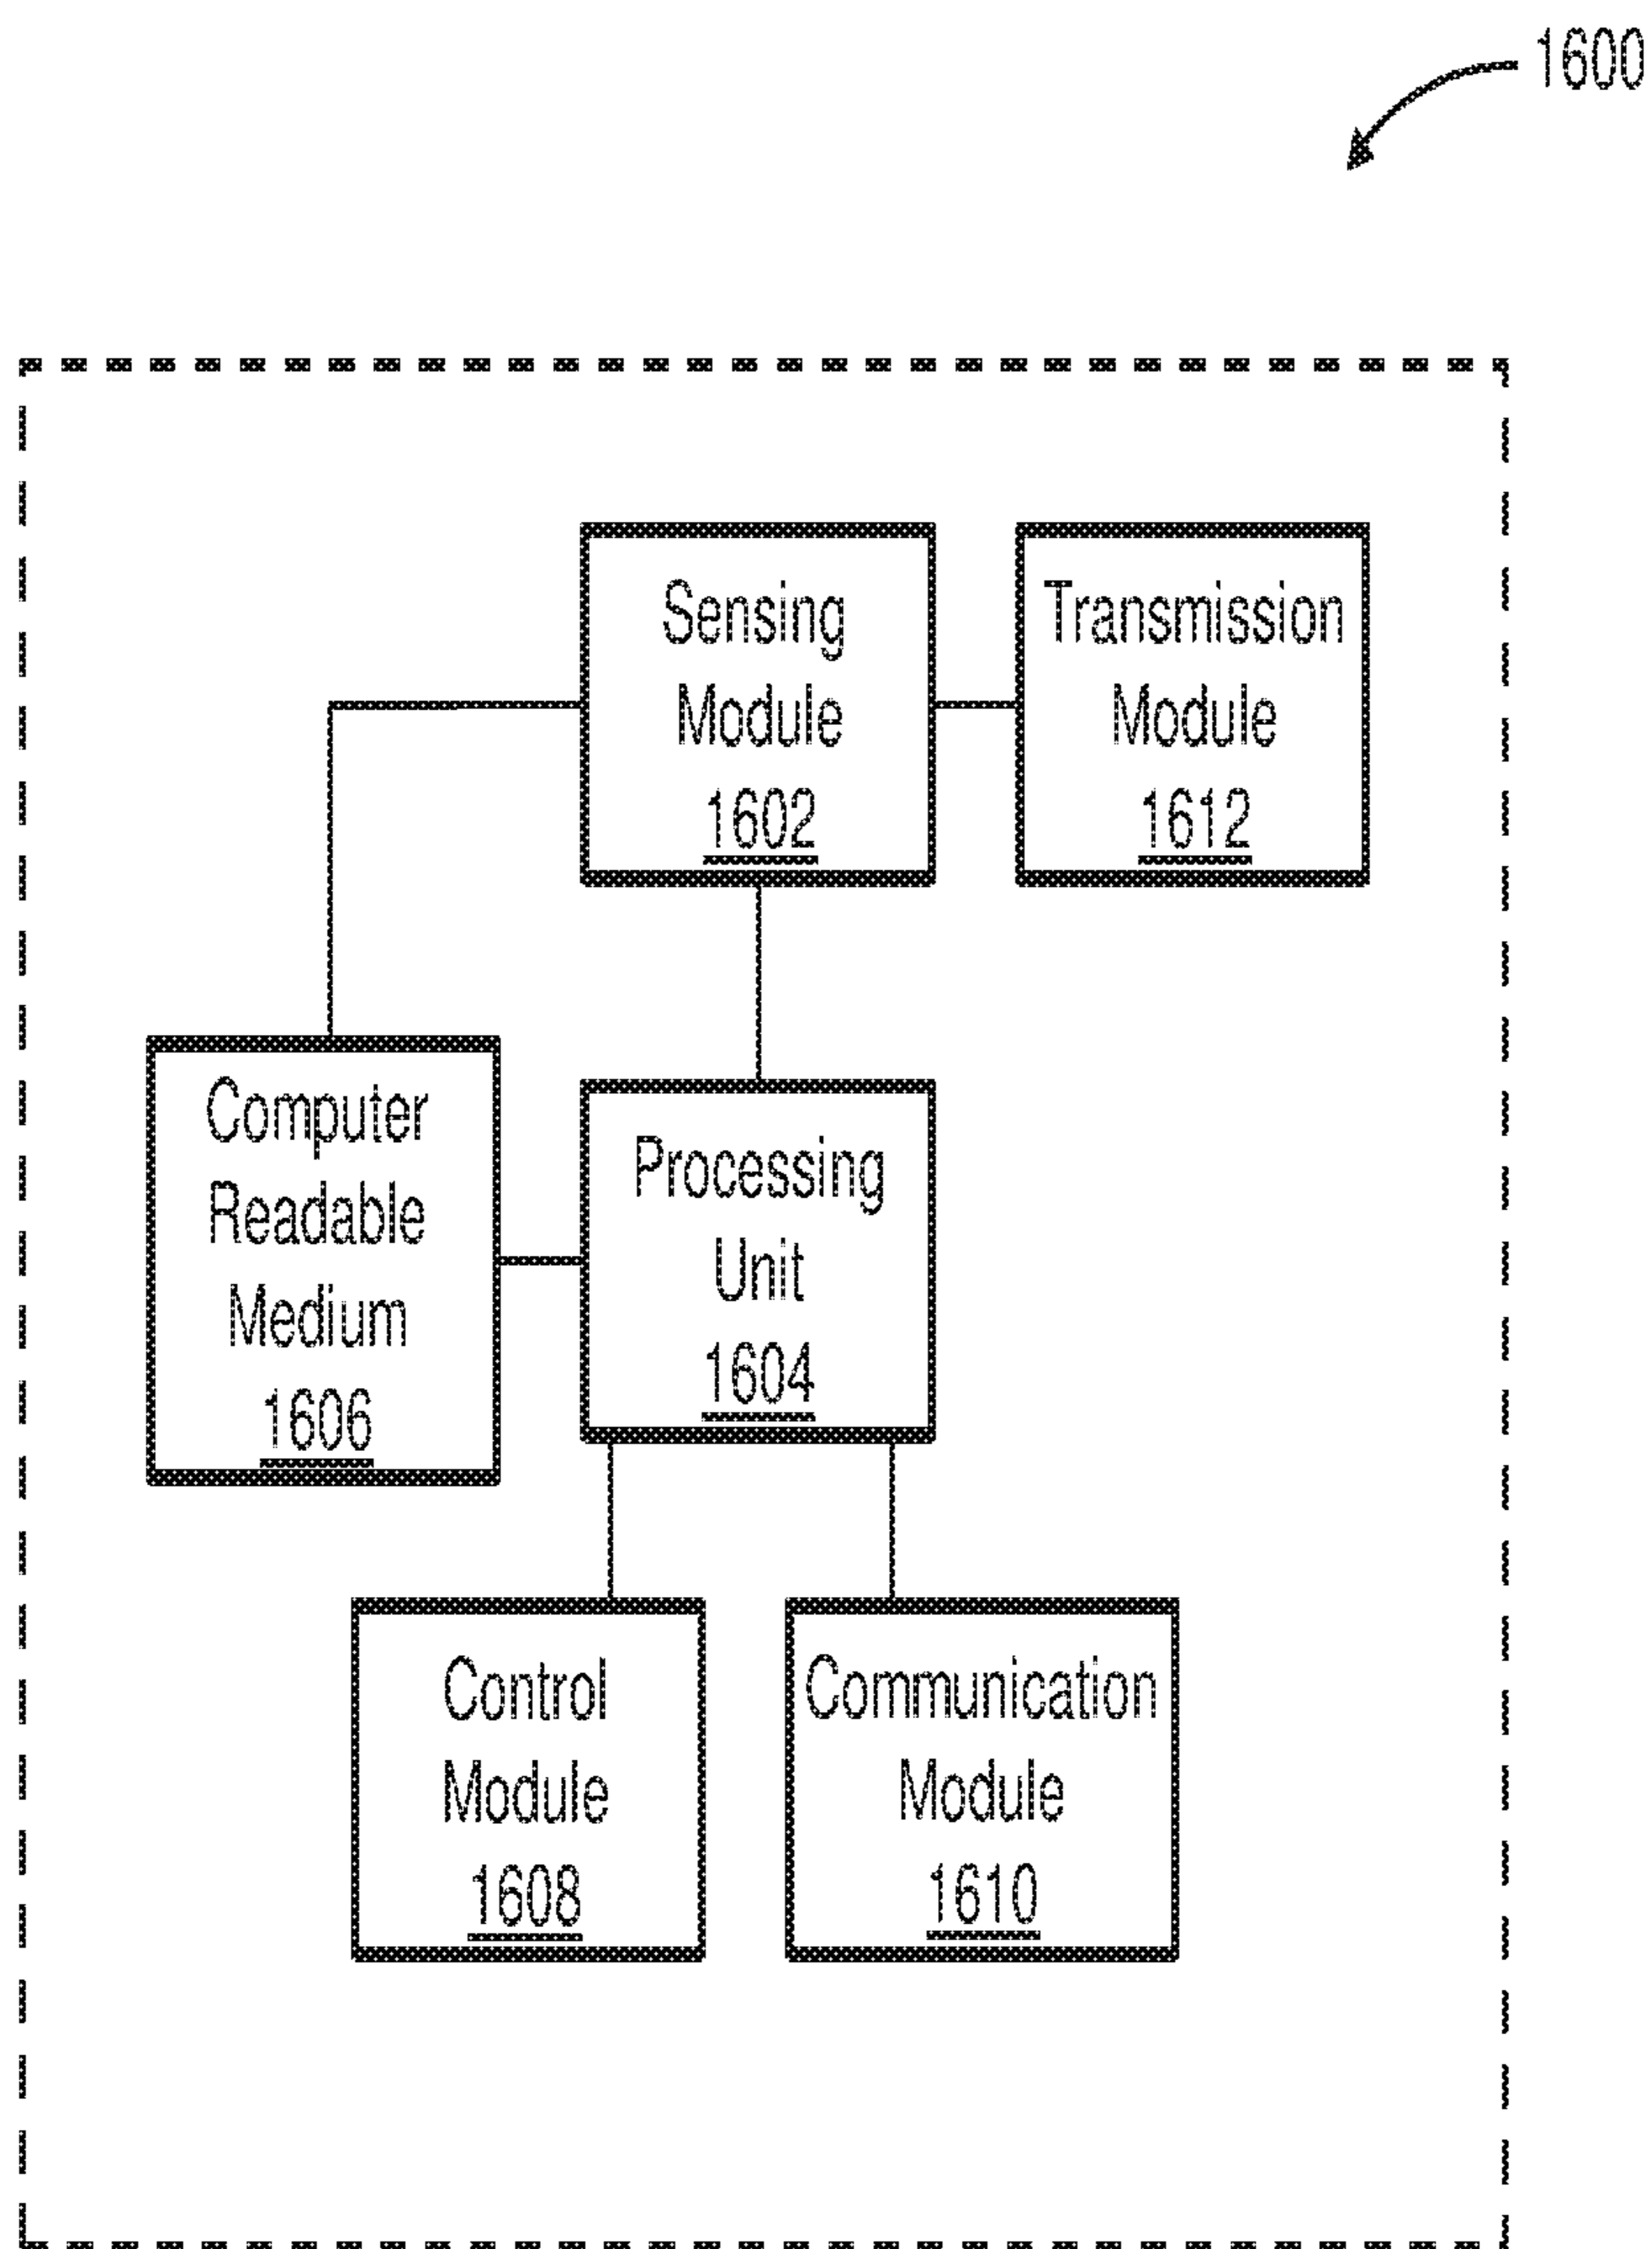 1600
Sensing
Module
1602
Transmission
Module
1612
Computer
Readable
Medium
1606
Processing
Unit
1604
Control
Module
1608
Communication
Module
1610